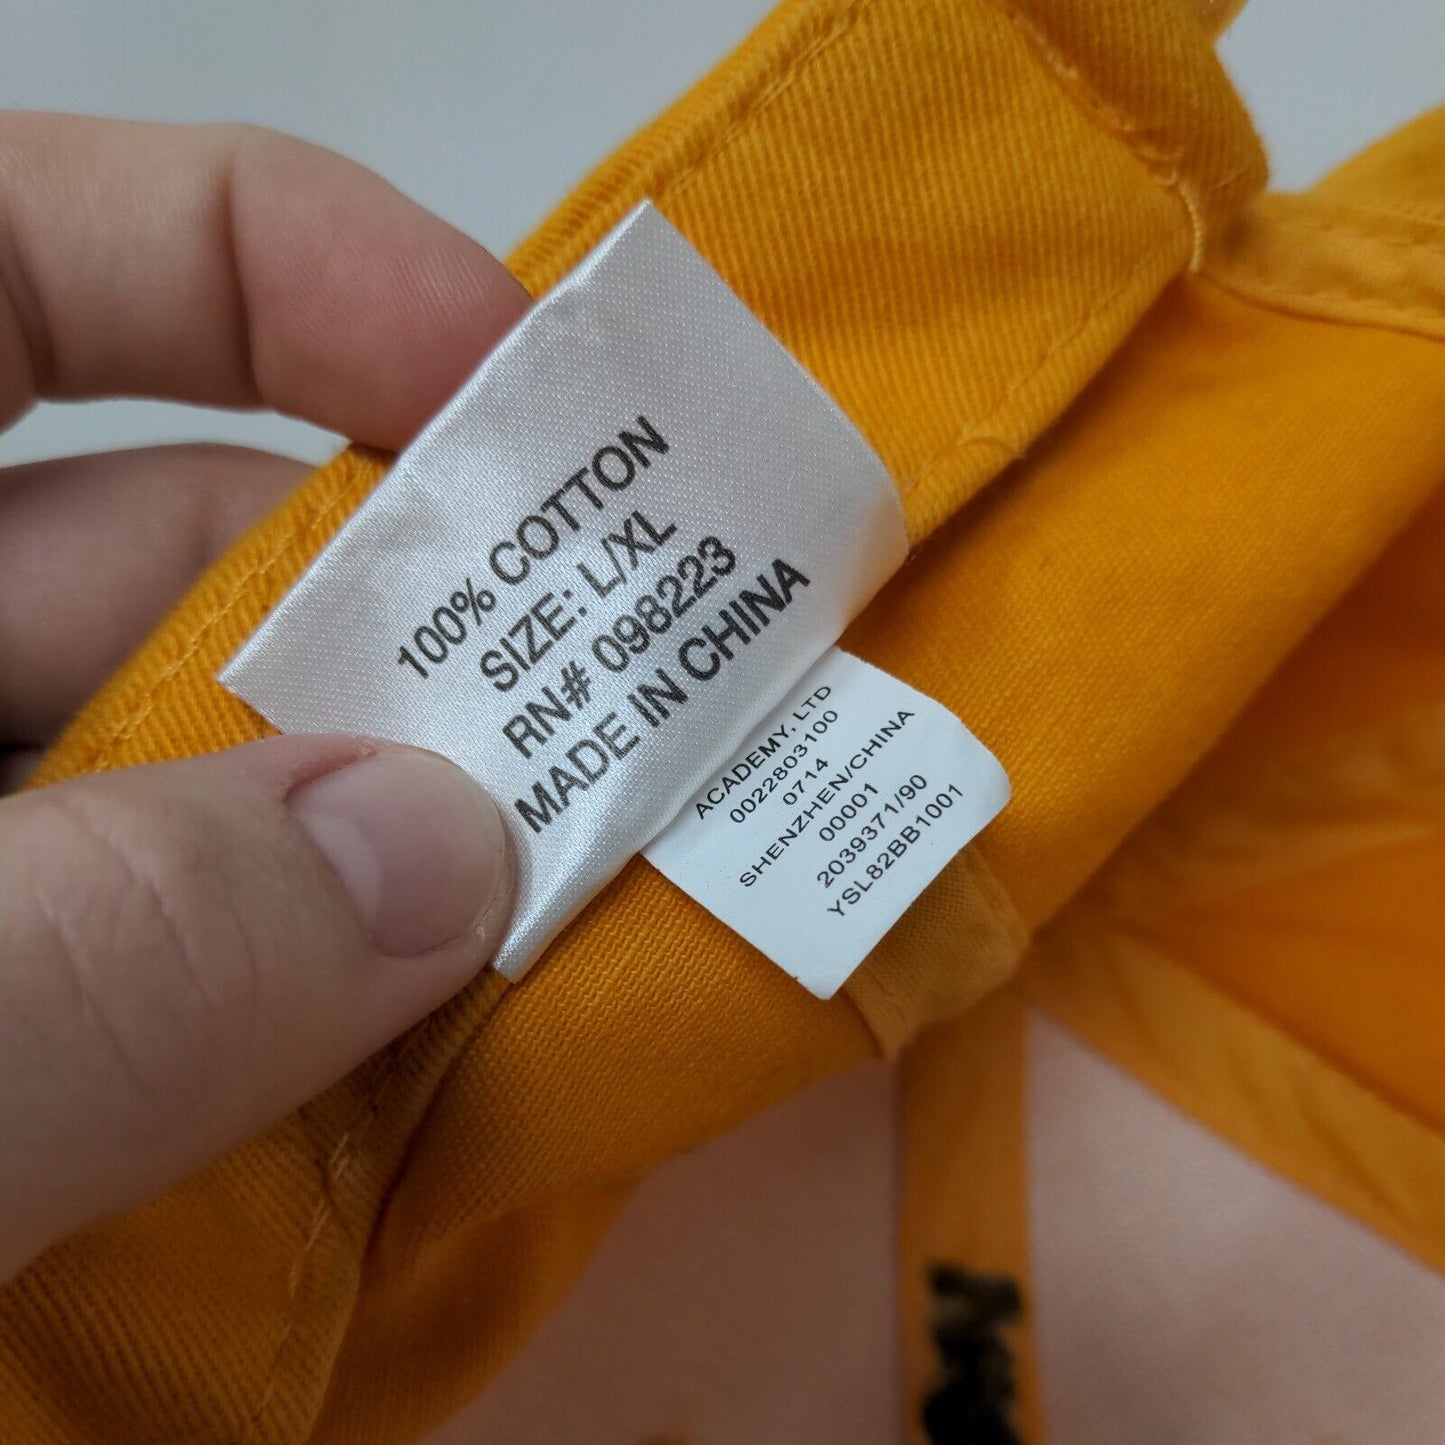 100% COTTON
SIZE: L/XL
RN# 098223
MADE IN CHINA
ACADEMY, LTD
0022803100
0714
SHENZHEN/CHINA
00001
2039371/90
YSL82BB1001